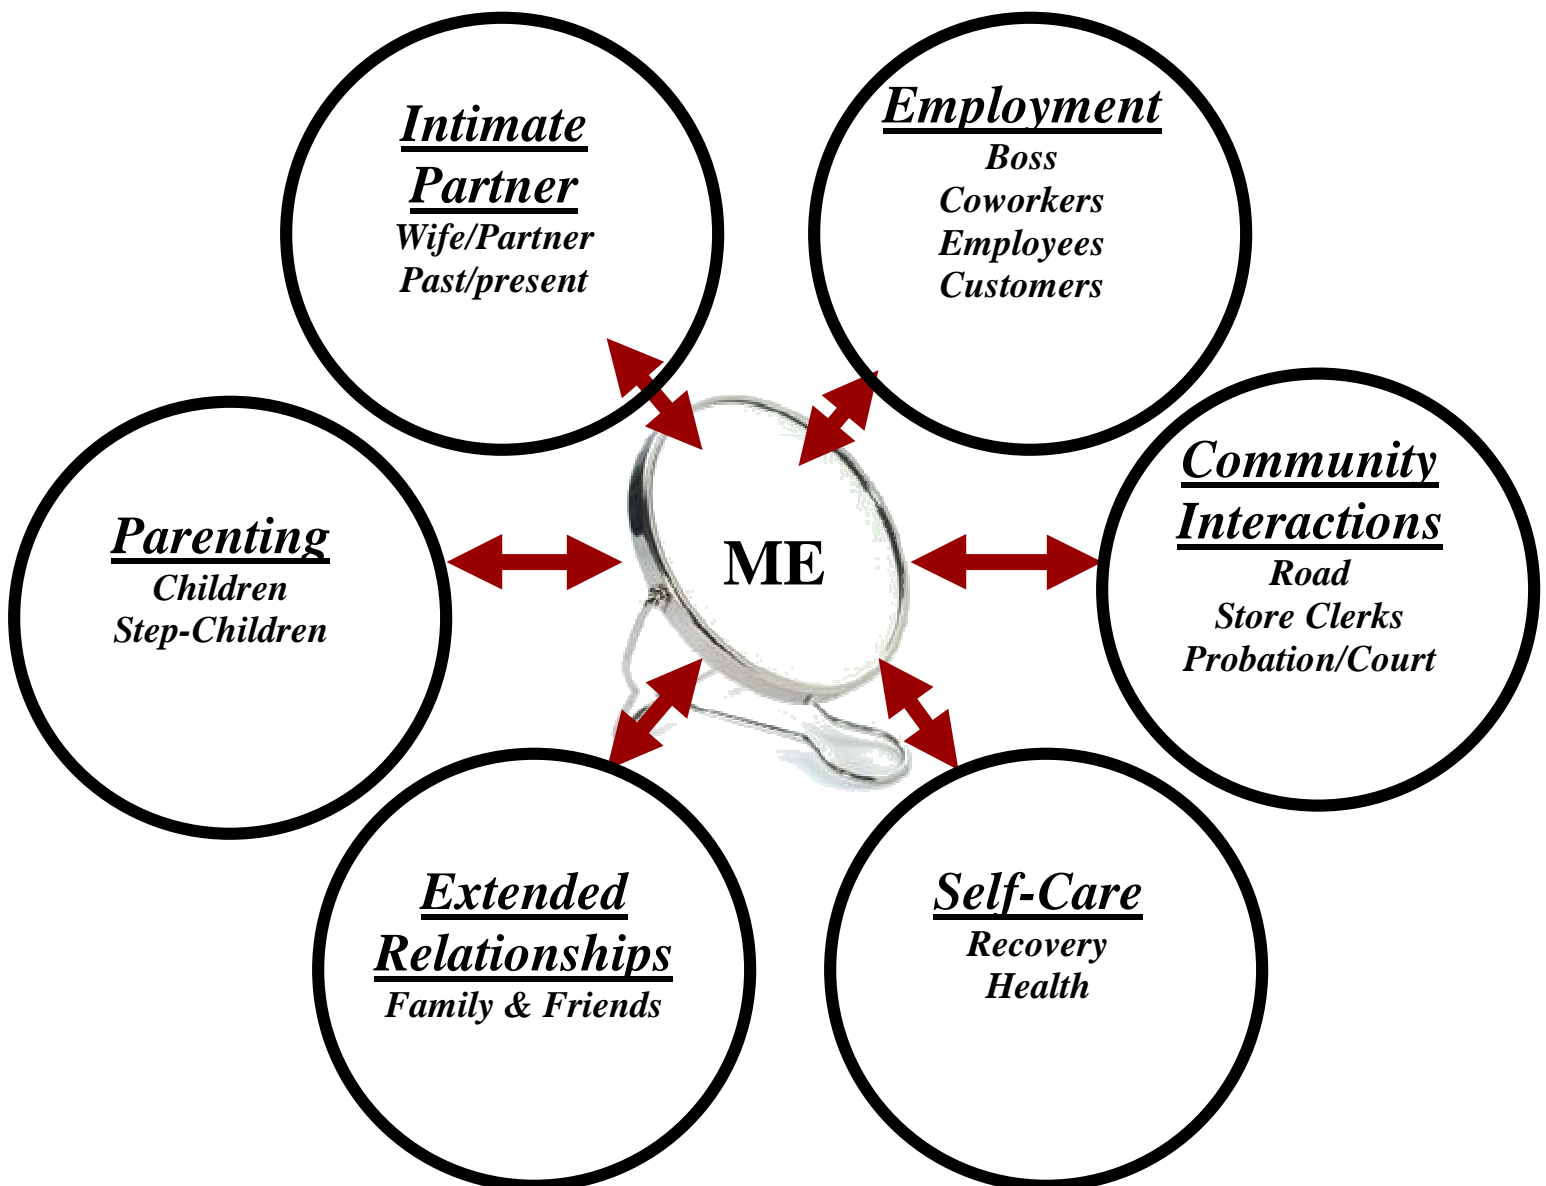 Intimate
Partner
Wife/Partner
Past/present
Employment
Boss
Coworkers
Employees
Customers
Parenting
Children
Step-Children
ME
Community
Interactions
Road
Store Clerks
Probation/Court
Extended
Relationships
Family & Friends
Self-Care
Recovery
Health